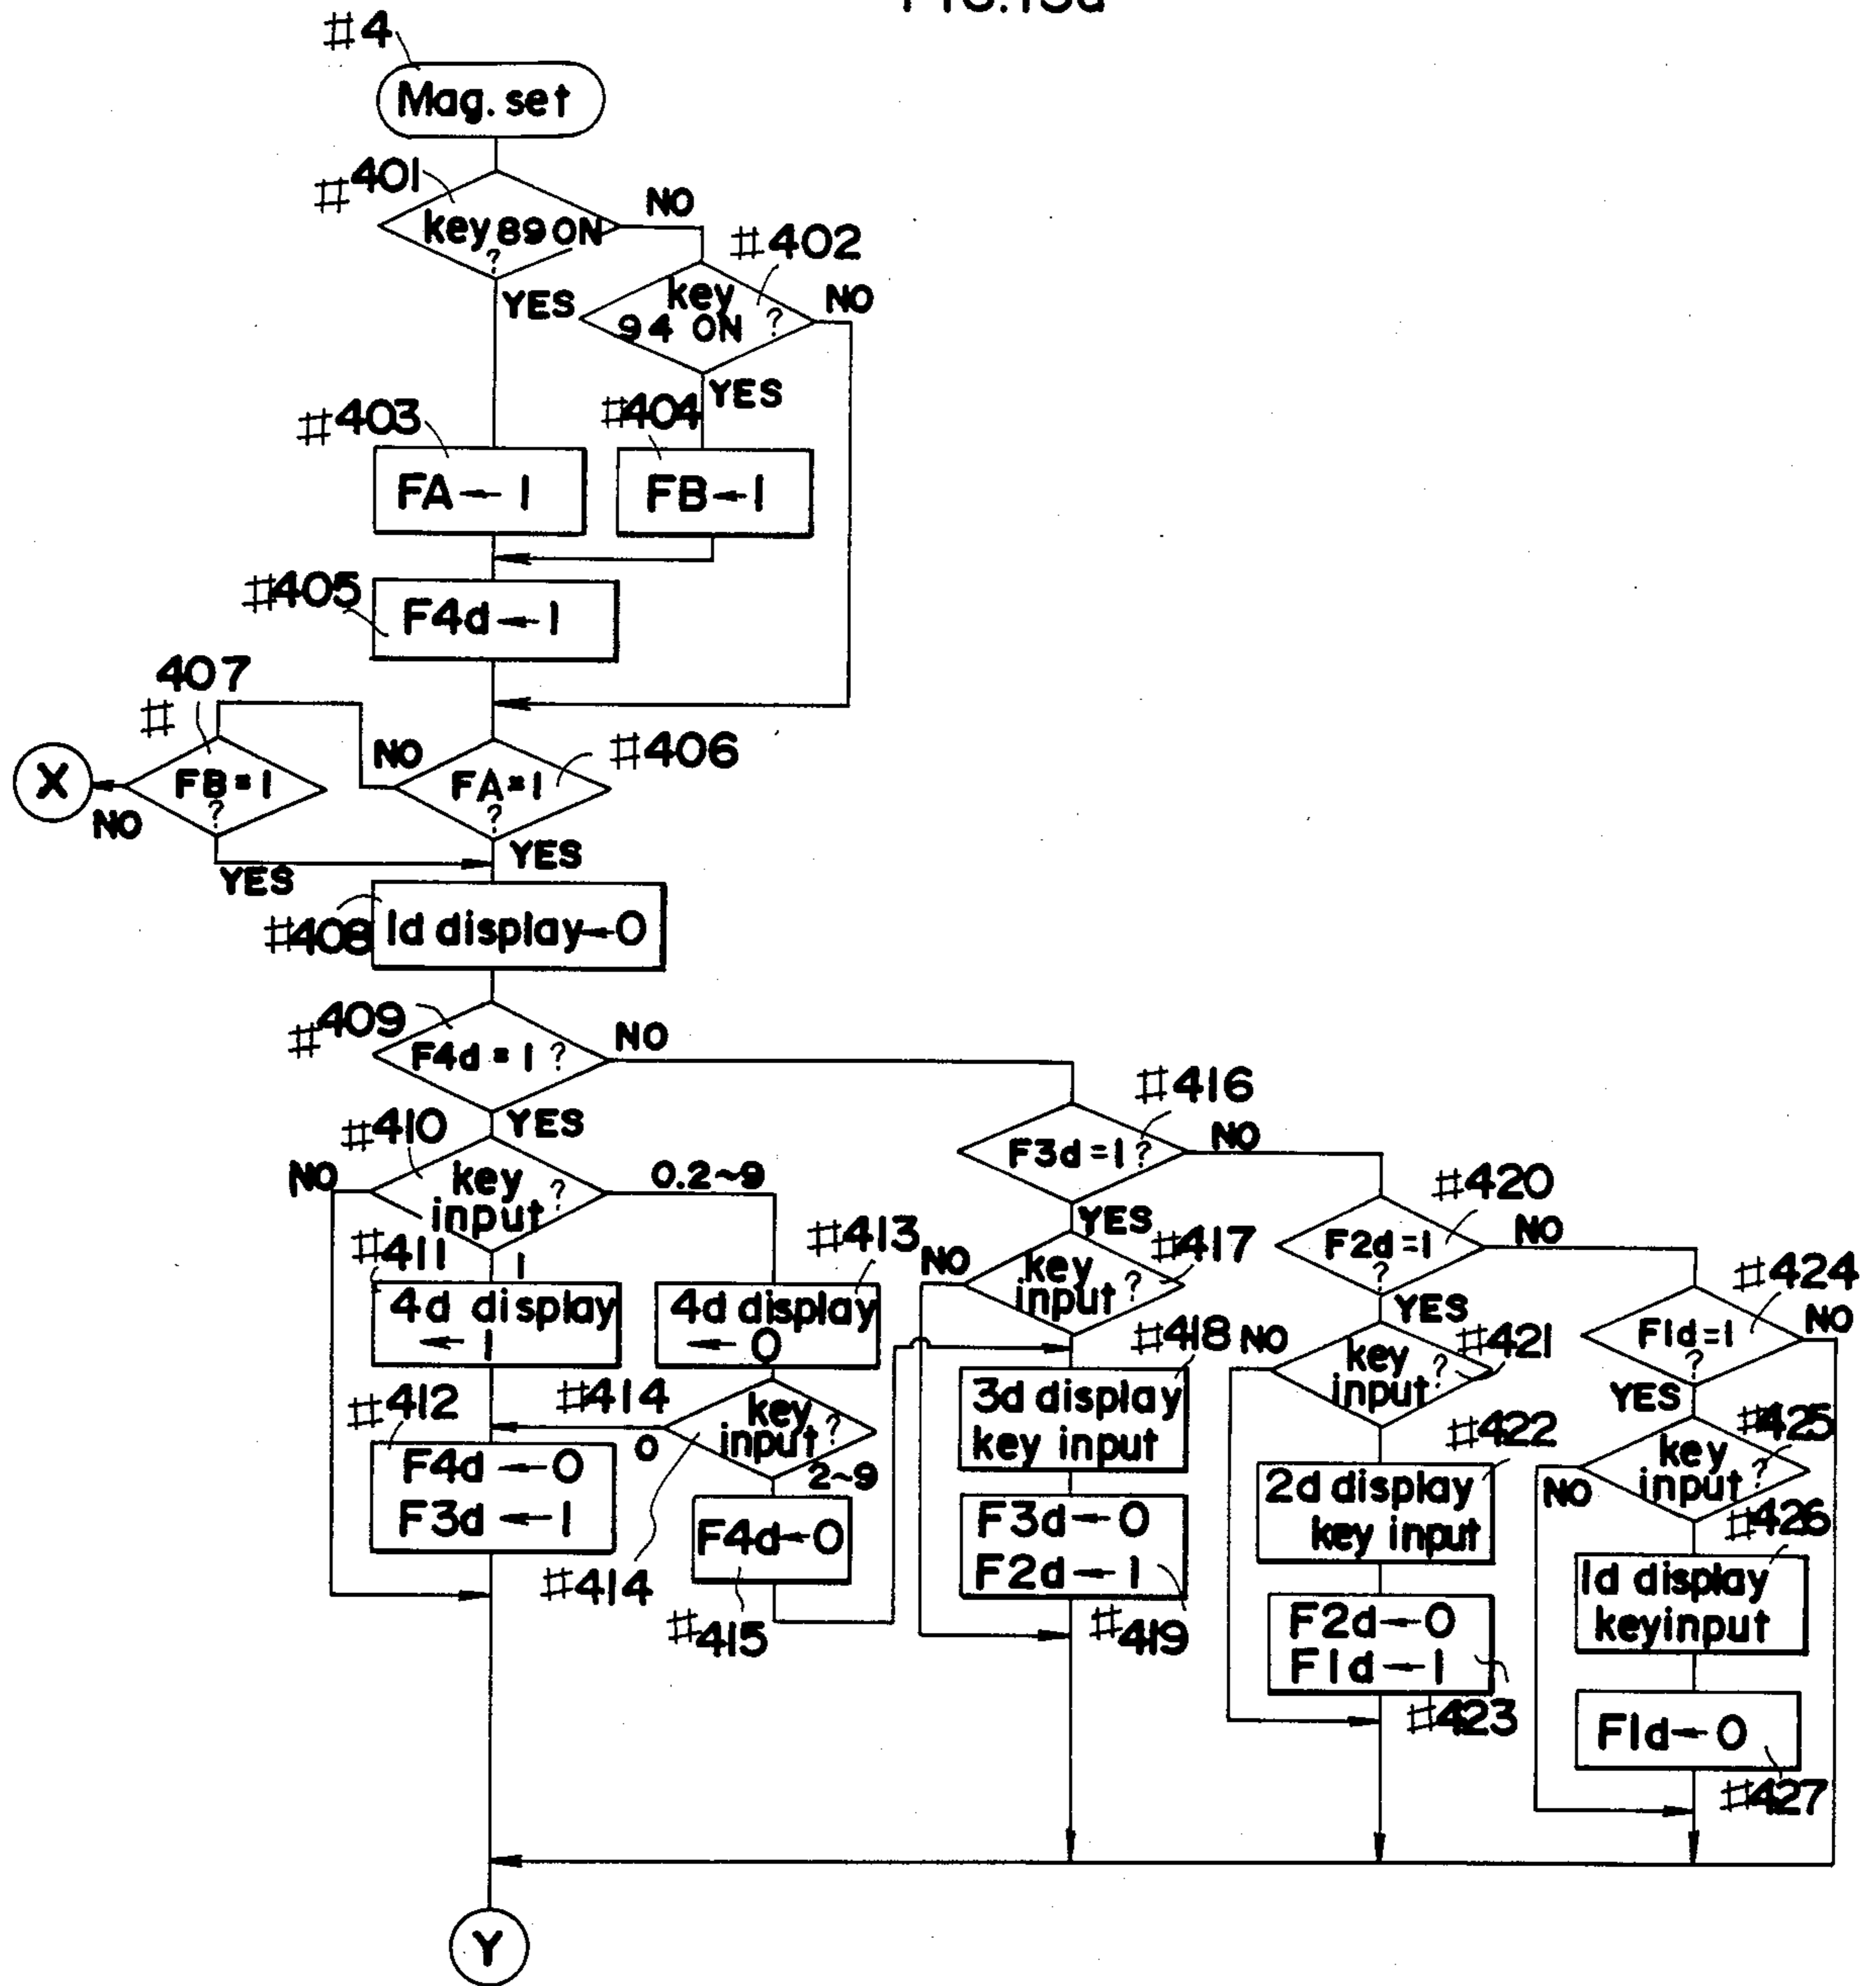 FIG.13a
#4
Mag. set
#401
key 89 ON
?
NO
YES
#402
key
94 ON ?
NO
YES
#403
FA ← 1
#404
FB ← 1
#405
F4d ← 1
#406
FA = 1
?
NO
YES
#407
FB = 1
?
NO
YES
X
#408
1d display ← 0
#409
F4d = 1 ?
NO
YES
#410
key
input ?
NO
0.2~9
1
#411
4d display
← 1
#412
F4d ← 0
F3d ← 1
#413
4d display
← 0
#414
key
input ?
0
2~9
#414
F4d ← 0
#415
#416
F3d = 1 ?
NO
YES
#417
key
input ?
NO
#418
3d display
key input
F3d ← 0
F2d ← 1
#419
#420
F2d = 1
?
NO
YES
#421
key
input ?
NO
#422
2d display
key input
F2d ← 0
F1d ← 1
#423
#424
F1d = 1
?
NO
YES
#425
key
input ?
NO
#426
1d display
keyinput
F1d ← 0
#427
Y